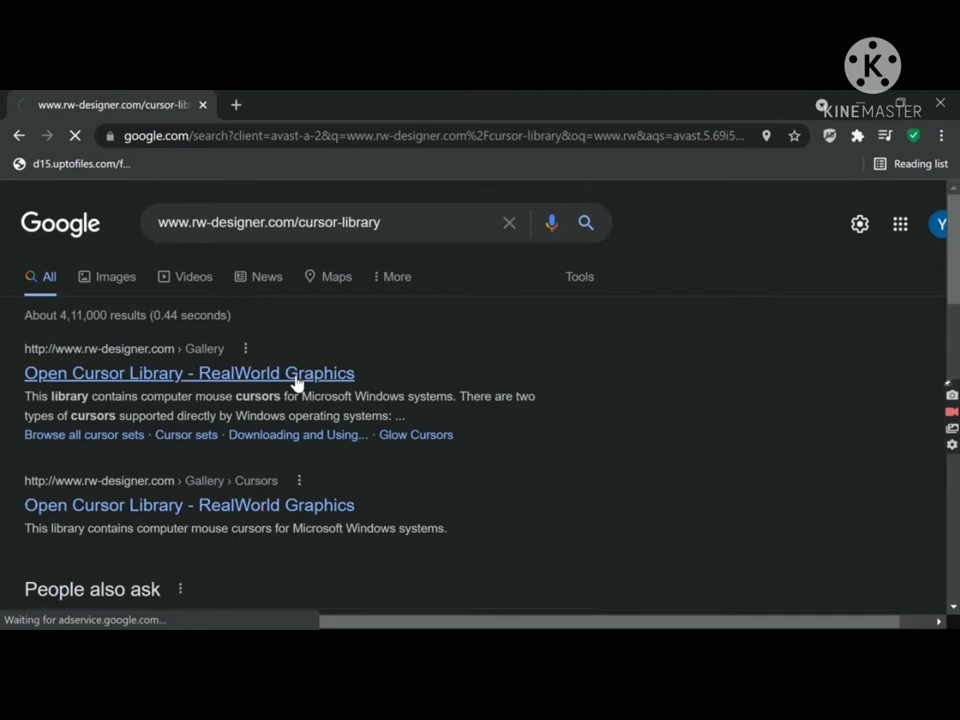 K
KINEMASTER
www.rw-designer.com/cursor-lib
google.com/search?client=avast-a-2&q=www.rw-designer.com%2Fcursor-library&oq=www.rw&aqs=avast.5.69i5...
d15.uptofiles.com/f...
Reading list
Google
www.rw-designer.com/cursor-library
Y
All Images Videos News Maps More Tools
About 4,11,000 results (0.44 seconds)
http://www.rw-designer.com › Gallery
Open Cursor Library - RealWorld Graphics
This library contains computer mouse cursors for Microsoft Windows systems. There are two
types of cursors supported directly by Windows operating systems: ...
Browse all cursor sets · Cursor sets · Downloading and Using... · Glow Cursors
http://www.rw-designer.com › Gallery › Cursors
Open Cursor Library - RealWorld Graphics
This library contains computer mouse cursors for Microsoft Windows systems.
People also ask
Waiting for adservice.google.com...